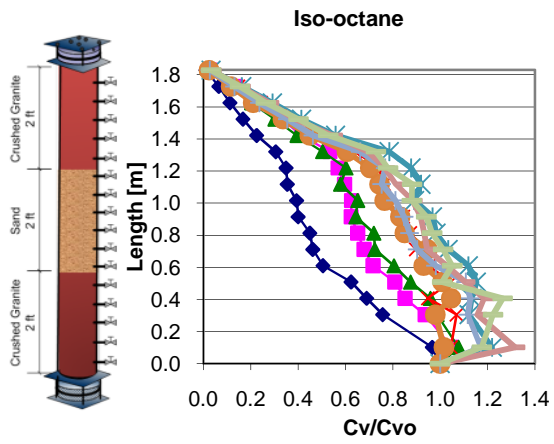 Iso-octane
Crushed Granite
2 ft
Sand
2 ft
Crushed Granite
2 ft
Length [m]
1.8
1.6
1.4
1.2
1.0
0.8
0.6
0.4
0.2
0.0
0.0 0.2 0.4 0.6 0.8 1.0 1.2 1.4
Cv/Cvo